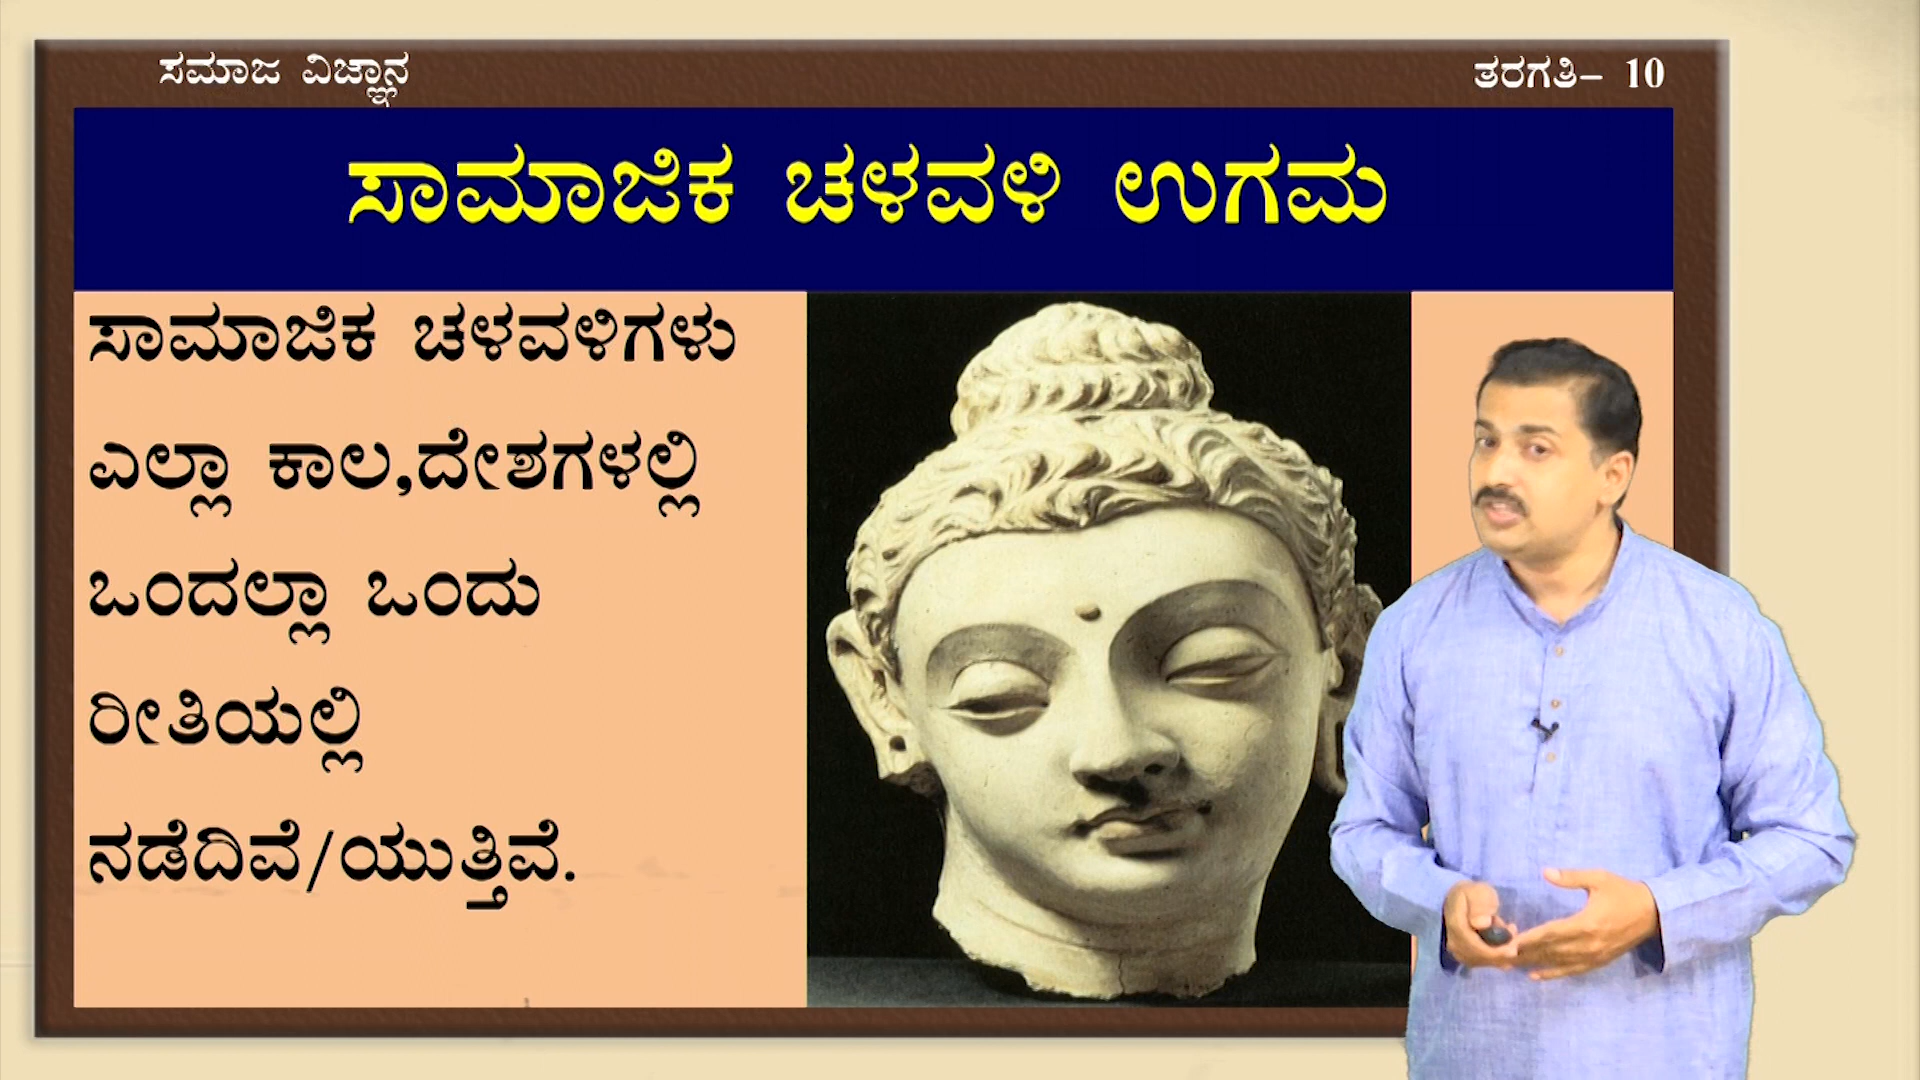 ಸಮಾಜ ವಿಜ್ಞಾನ
ತರಗತಿ– 10
ಸಾಮಾಜಿಕ ಚಳವಳಿ ಉಗಮ
ಸಾಮಾಜಿಕ ಚಳವಳಿಗಳು
ಎಲ್ಲಾ ಕಾಲ,ದೇಶಗಳಲ್ಲಿ
ಒಂದಲ್ಲಾ ಒಂದು
ರೀತಿಯಲ್ಲಿ
ನಡೆದಿವೆ/ಯುತ್ತಿವೆ.